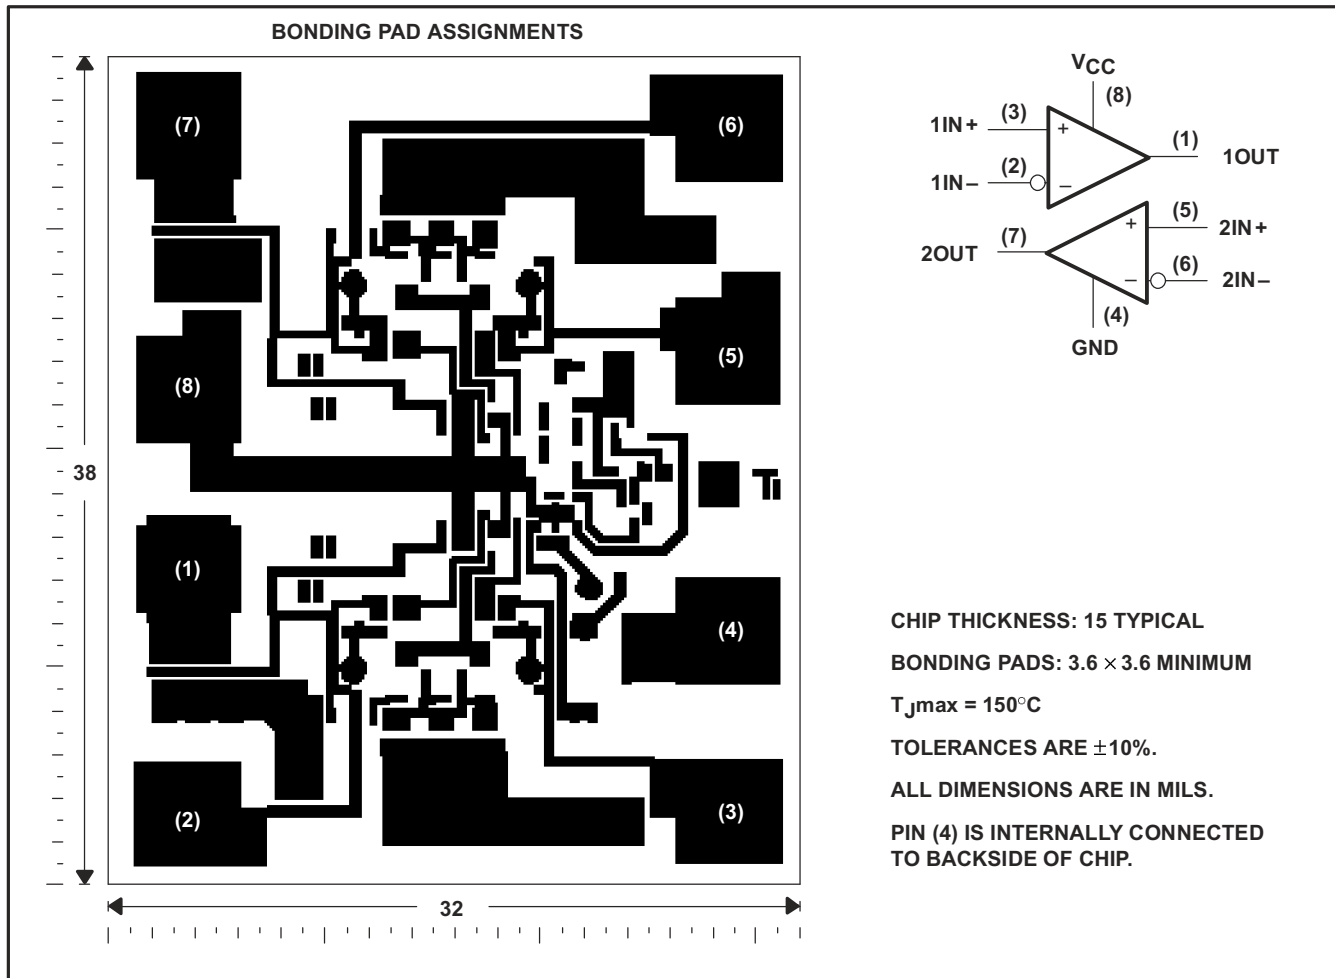 BONDING PAD ASSIGNMENTS
(7)
(6)
(5)
(8)
38
(1)
(4)
(2)
(3)
32
VCC
(8)
1IN+
(3)
+
(1)
1OUT
1IN−
(2)
−
(5)
2IN+
+
2OUT
(7)
(6)
2IN−
−
(4)
GND
CHIP THICKNESS: 15 TYPICAL
BONDING PADS: 3.6 × 3.6 MINIMUM
TJmax = 150°C
TOLERANCES ARE ±10%.
ALL DIMENSIONS ARE IN MILS.
PIN (4) IS INTERNALLY CONNECTED
TO BACKSIDE OF CHIP.